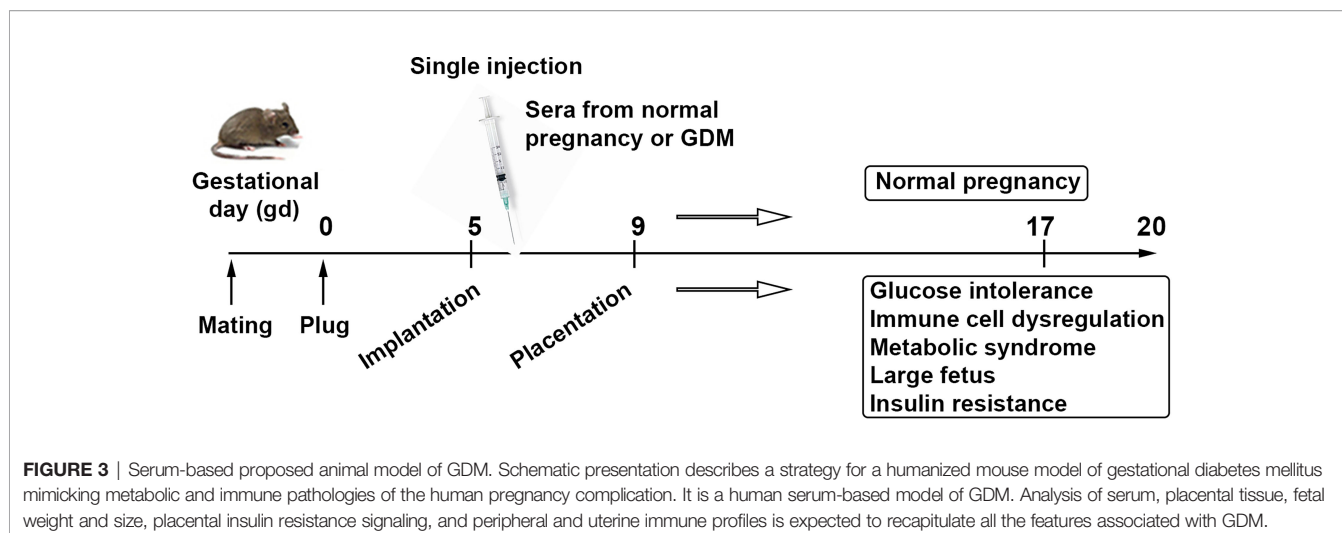 Single injection
Sera from normal
pregnancy or GDM
Gestational
day (gd)
0
5
9
17
20
Normal pregnancy
Mating
Plug
Implantation
Placentation
Glucose intolerance
Immune cell dysregulation
Metabolic syndrome
Large fetus
Insulin resistance
FIGURE 3 | Serum-based proposed animal model of GDM. Schematic presentation describes a strategy for a humanized mouse model of gestational diabetes mellitus
mimicking metabolic and immune pathologies of the human pregnancy complication. It is a human serum-based model of GDM. Analysis of serum, placental tissue, fetal
weight and size, placental insulin resistance signaling, and peripheral and uterine immune profiles is expected to recapitulate all the features associated with GDM.